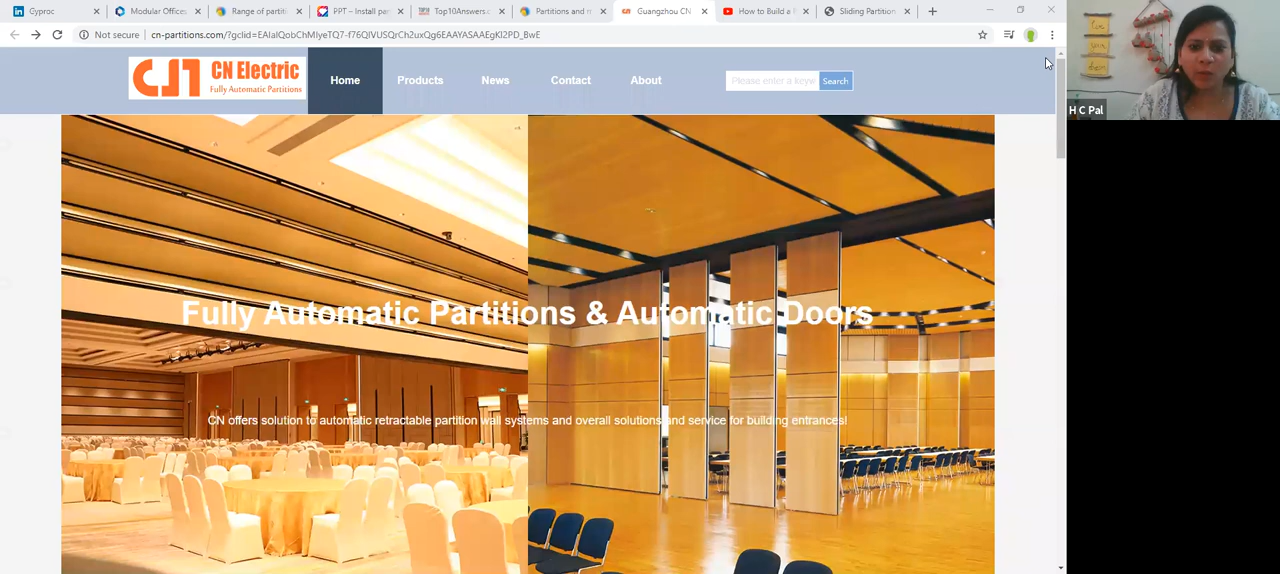 Gyproc
Modular Offices
Range of partiti
PPT – Install par
Top10Answers.c
Partitions and m
Guangzhou CN
How to Build a
Sliding Partition
Not secure
cn-partitions.com/?gclid=EAIaIQobChMIyeTQ7-f76QIVUSQrCh2uxQg6EAAYASAAEgKI2PD_BwE
CN Electric
Fully Automatic Partitions
Home
Products
News
Contact
About
Please enter a keyw
Search
H C Pal
Fully Automatic Partitions & Automatic Doors
CN offers solution to automatic retractable partition wall systems and overall solutions and service for building entrances!